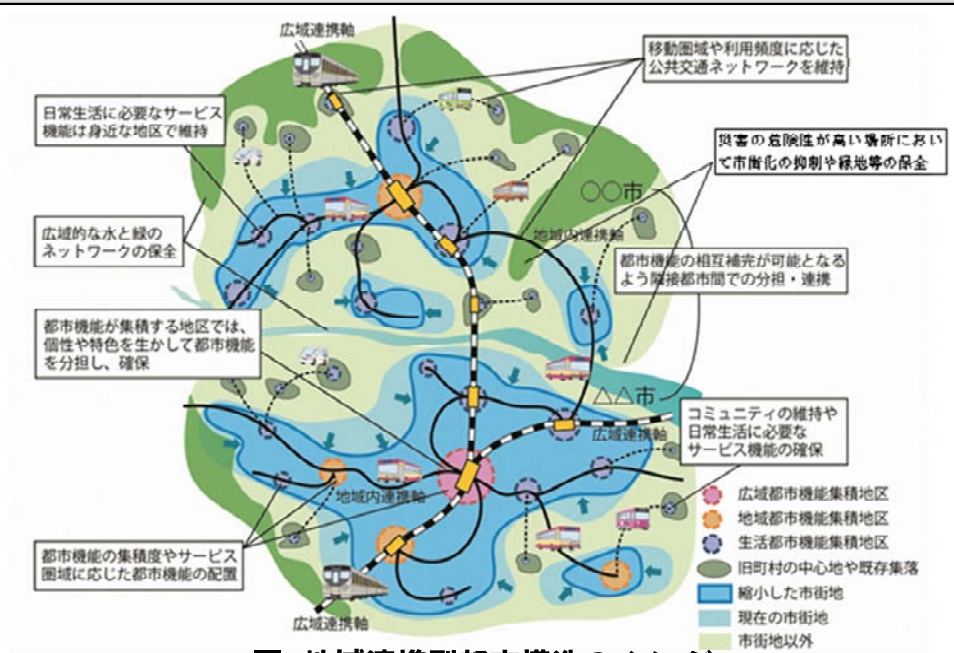 広域連携軸
移動圏域や利用頻度に応じた
公共交通ネットワークを維持
日常生活に必要なサービス
機能は身近な地区で維持
災害の危険性が高い場所におい
て市街化の抑制や緑地等の保全
○○市
広域的な水と緑の
ネットワークの保全
地域内連携軸
都市機能の相互補完が可能となる
よう隣接都市間での分担・連携
都市機能が集積する地区では、
個性や特色を生かして都市機能
を分担し、確保
△△市
コミュニティの維持や
日常生活に必要な
サービス機能の確保
広域連携軸
地域内連携軸
広域都市機能集積地区
地域都市機能集積地区
生活都市機能集積地区
旧町村の中心地や既存集落
縮小した市街地
現在の市街地
市街地以外
都市機能の集積度やサービス
圏域に応じた都市機能の配置
広域連携軸
図 地域連携型都市構造のイメージ